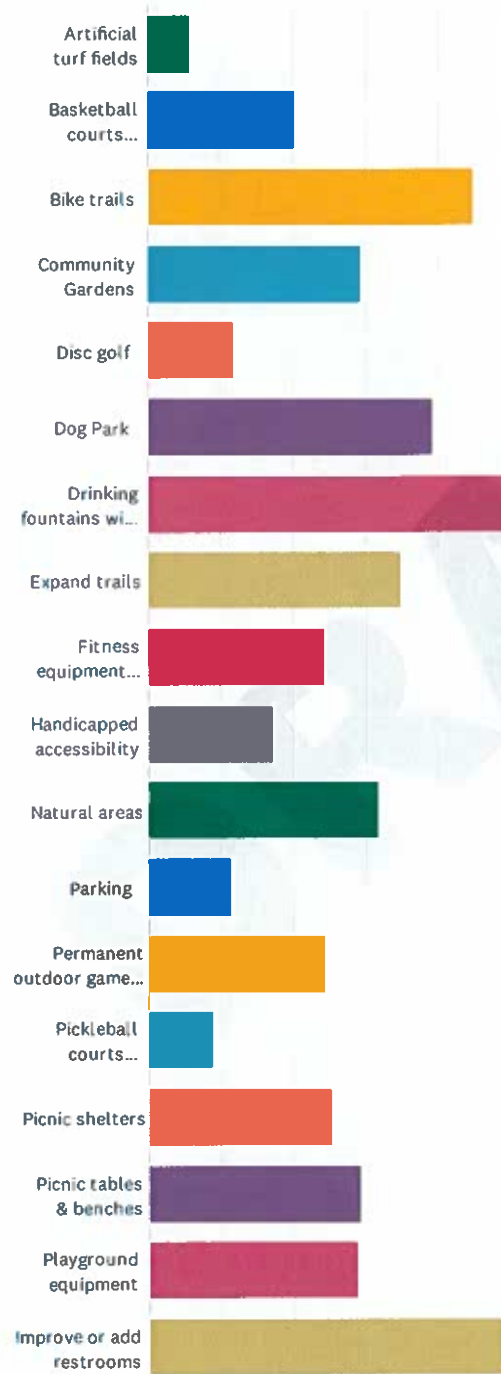 Artificial
turf fields
Basketball
courts...
Bike trails
Community
Gardens
Disc golf
Dog Park
Drinking
fountains wi...
Expand trails
Fitness
equipment...
Handicapped
accessibility
Natural areas
Parking
Permanent
outdoor game...
Pickleball
courts...
Picnic shelters
Picnic tables
& benches
Playground
equipment
Improve or add
restrooms